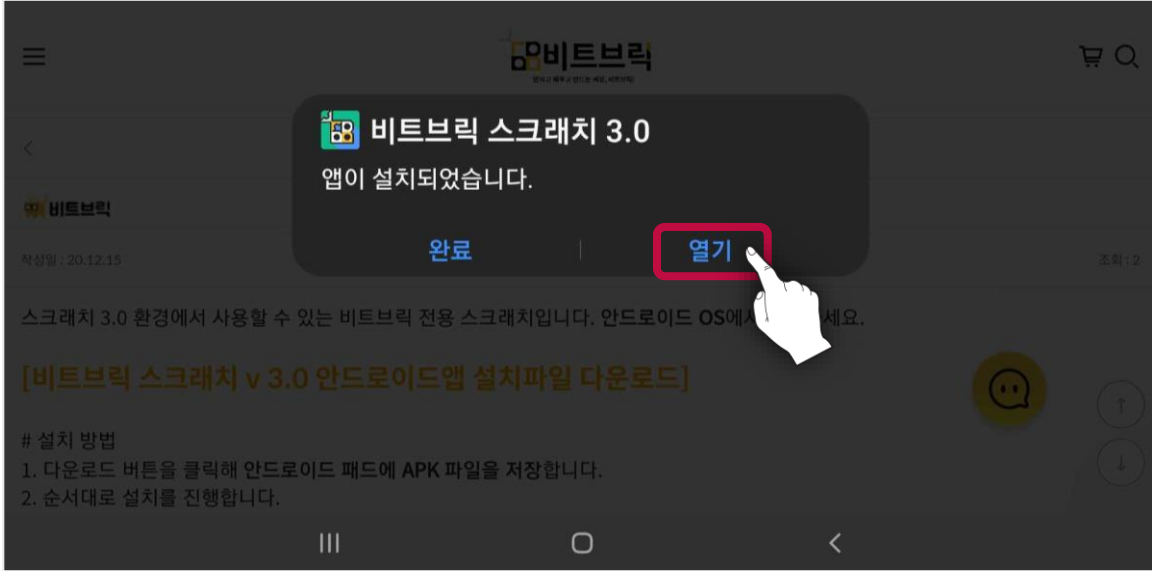 비트브릭
비트브릭 스크래치 3.0
앱이 설치되었습니다.
비트브릭
완료
열기
작성일 : 20.12.15
조회 : 2
스크래치 3.0 환경에서 사용할 수 있는 비트브릭 전용 스크래치입니다. 안드로이드 OS에서 세요.
[비트브릭 스크래치 v 3.0 안드로이드앱 설치파일 다운로드]
# 설치 방법
1. 다운로드 버튼을 클릭해 안드로이드 패드에 APK 파일을 저장합니다.
2. 순서대로 설치를 진행합니다.